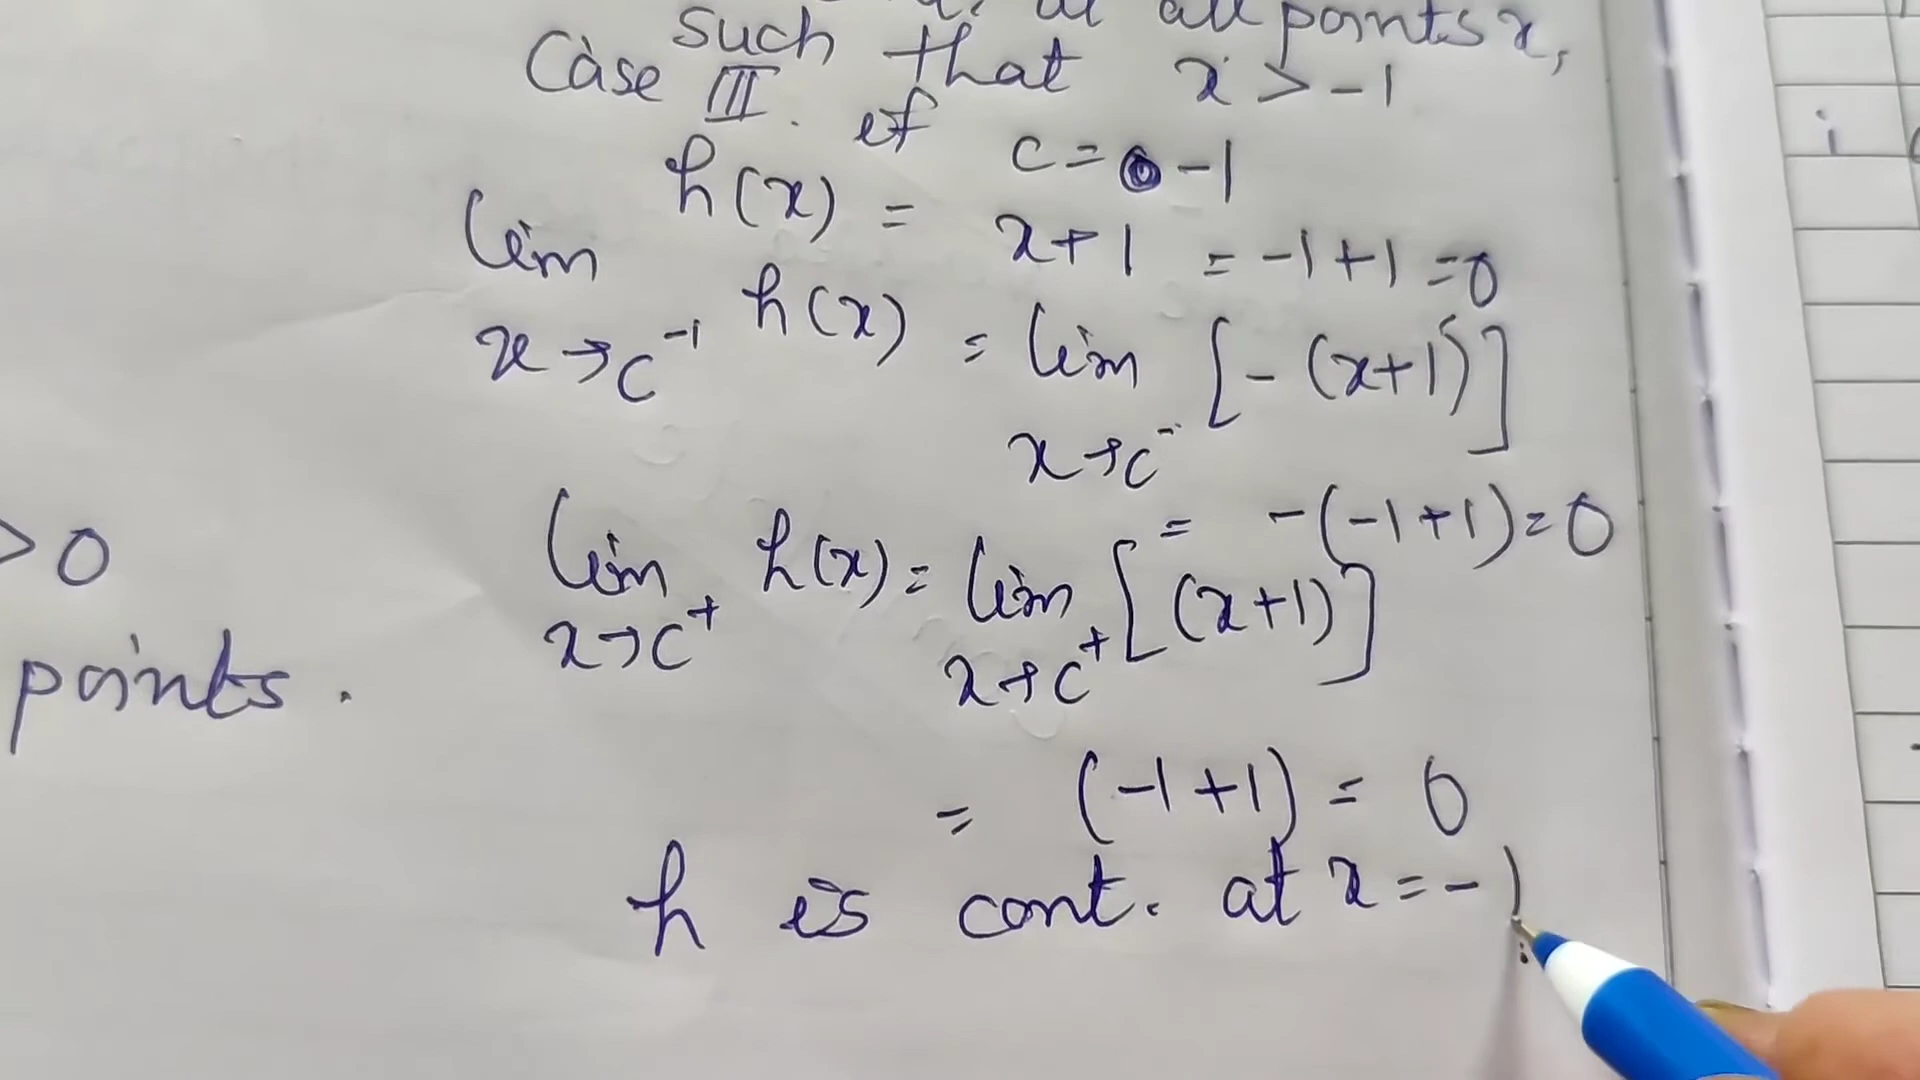 at all points x,
such that x > -1
Case III. if c = -1
h(x) = x+1 = -1+1 = 0
lim x→c⁻¹ h(x) = lim x→c⁻ [-(x+1)]
= -(-1+1) = 0
lim x→c⁺ h(x) = lim x→c⁺ [(x+1)]
= (-1+1) = 0
h is cont. at x = -1
> 0
points.
i